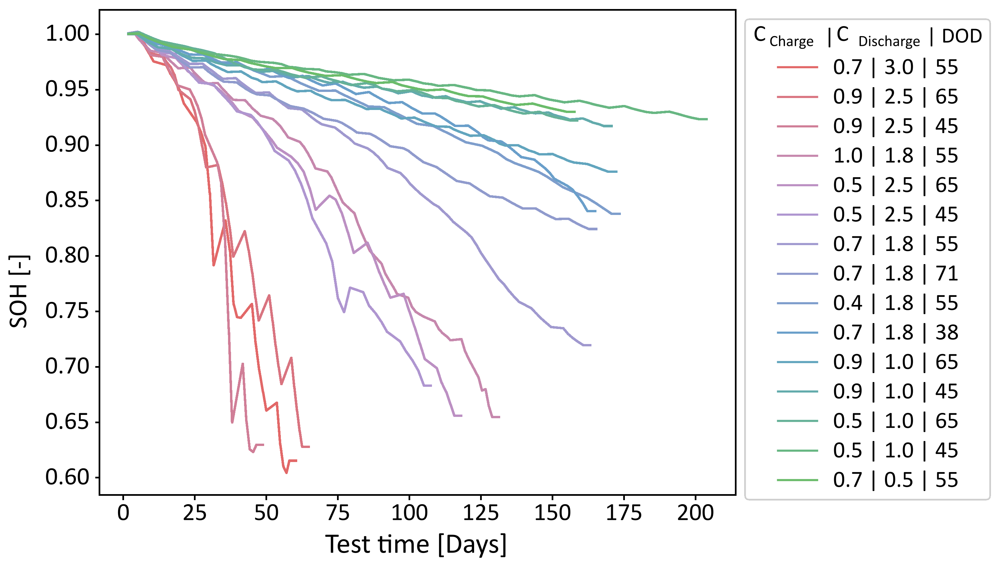 1.00
0.95
0.90
0.85
0.80
0.75
0.70
0.65
0.60
SOH [-]
0 25 50 75 100 125 150 175 200
Test time [Days]
C Charge | C Discharge | DOD
0.7 | 3.0 | 55
0.9 | 2.5 | 65
0.9 | 2.5 | 45
1.0 | 1.8 | 55
0.5 | 2.5 | 65
0.5 | 2.5 | 45
0.7 | 1.8 | 55
0.7 | 1.8 | 71
0.4 | 1.8 | 55
0.7 | 1.8 | 38
0.9 | 1.0 | 65
0.9 | 1.0 | 45
0.5 | 1.0 | 65
0.5 | 1.0 | 45
0.7 | 0.5 | 55